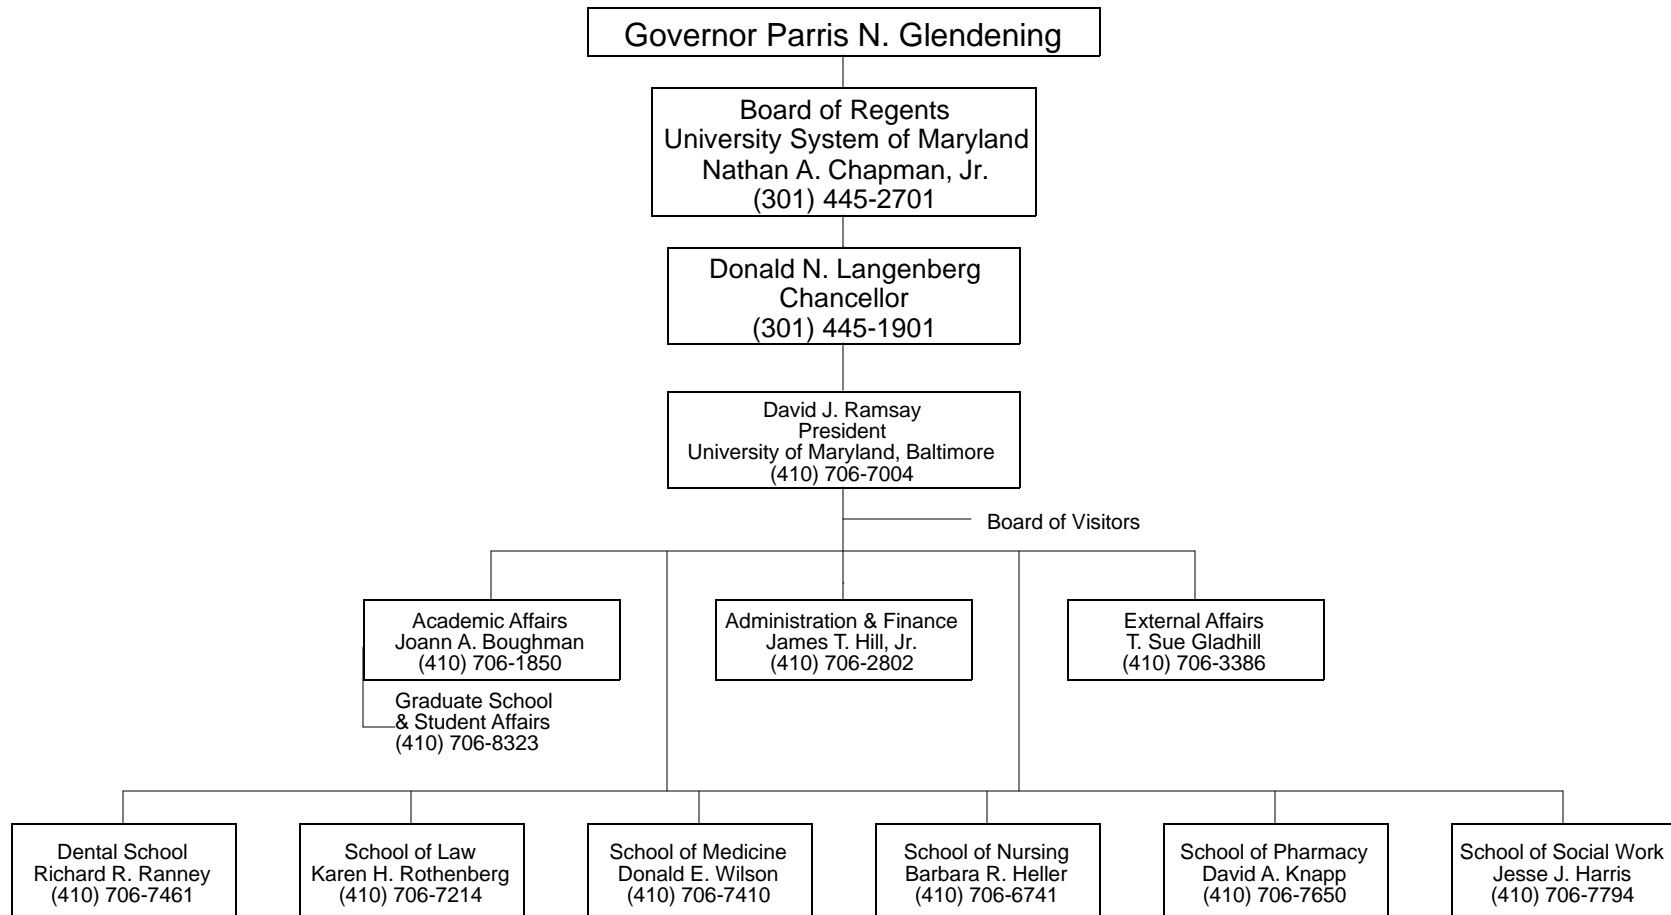 Governor Parris N. Glendening
Board of Regents
University System of Maryland
Nathan A. Chapman, Jr.
(301) 445-2701
Donald N. Langenberg
Chancellor
(301) 445-1901
David J. Ramsay
President
University of Maryland, Baltimore
(410) 706-7004
Board of Visitors
Academic Affairs
Joann A. Boughman
(410) 706-1850
Graduate School
& Student Affairs
(410) 706-8323
Administration & Finance
James T. Hill, Jr.
(410) 706-2802
External Affairs
T. Sue Gladhill
(410) 706-3386
Dental School
Richard R. Ranney
(410) 706-7461
School of Law
Karen H. Rothenberg
(410) 706-7214
School of Medicine
Donald E. Wilson
(410) 706-7410
School of Nursing
Barbara R. Heller
(410) 706-6741
School of Pharmacy
David A. Knapp
(410) 706-7650
School of Social Work
Jesse J. Harris
(410) 706-7794